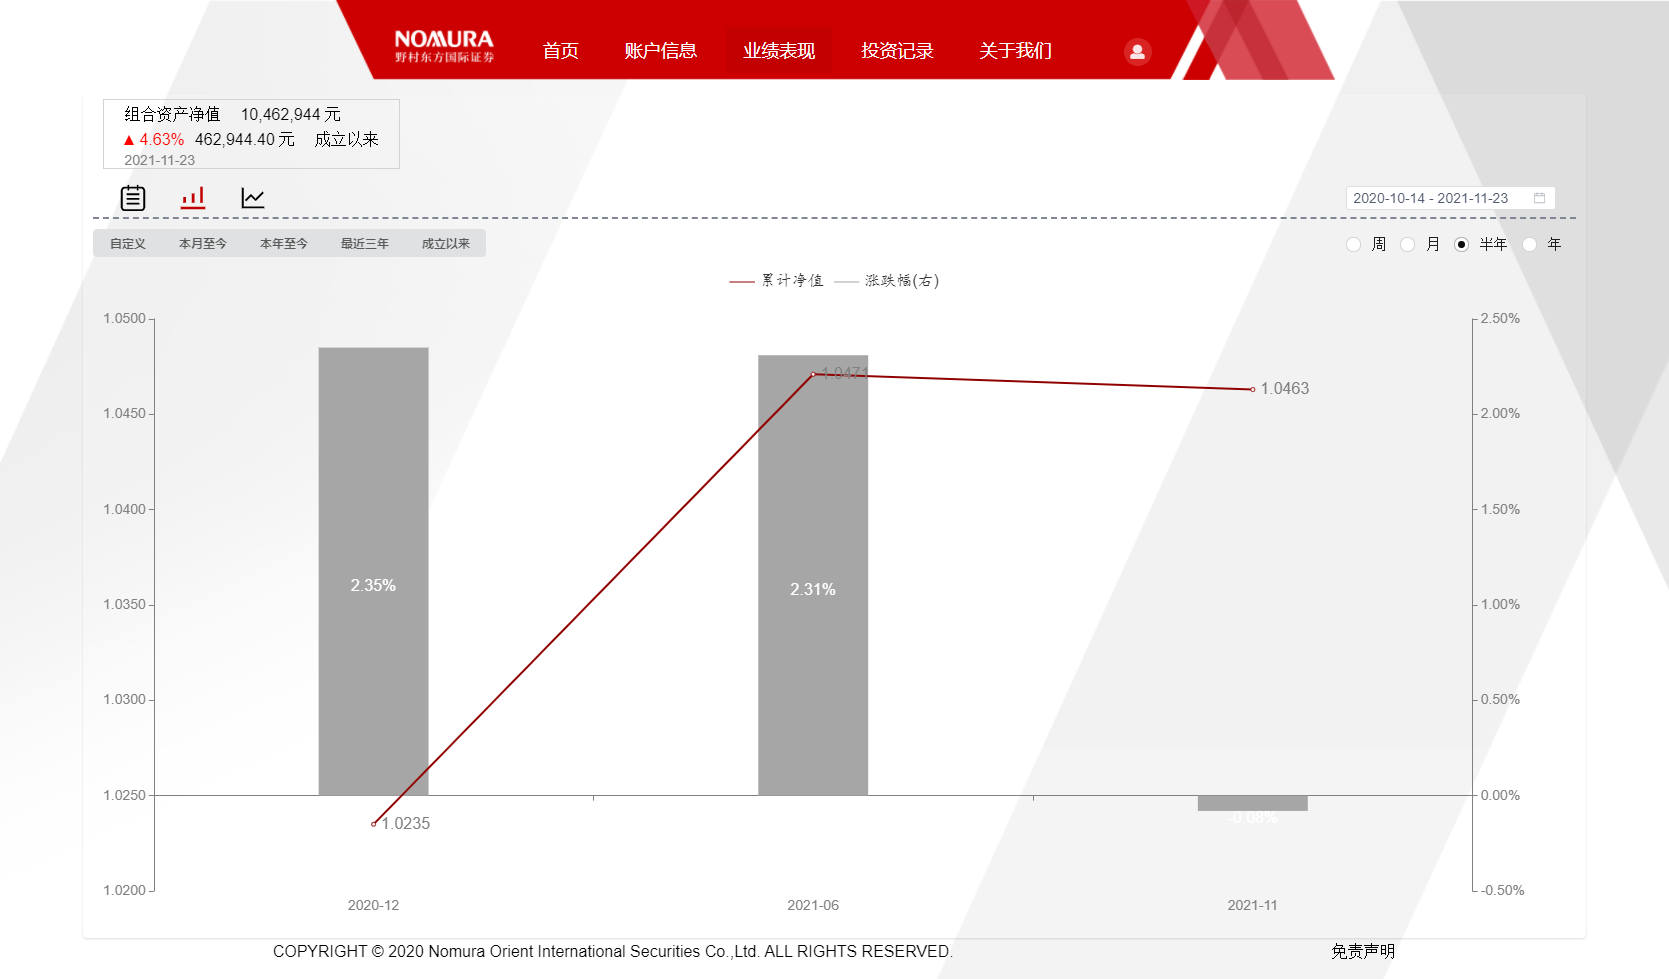 NOMURA
野村东方国际证券
首页 账户信息 业绩表现 投资记录 关于我们
组合资产净值 10,462,944 元
▲ 4.63% 462,944.40 元 成立以来
2021-11-23
2020-10-14 - 2021-11-23
自定义 本月至今 本年至今 最近三年 成立以来
周 月 半年 年
累计净值 涨跌幅(右)
1.0500 2.50%
1.0471
1.0463
1.0450 2.00%
1.0400 1.50%
2.35% 2.31%
1.0350 1.00%
1.0300 0.50%
1.0250 0.00%
-0.08%
1.0235
1.0200 -0.50%
2020-12 2021-06 2021-11
COPYRIGHT © 2020 Nomura Orient International Securities Co.,Ltd. ALL RIGHTS RESERVED. 免责声明